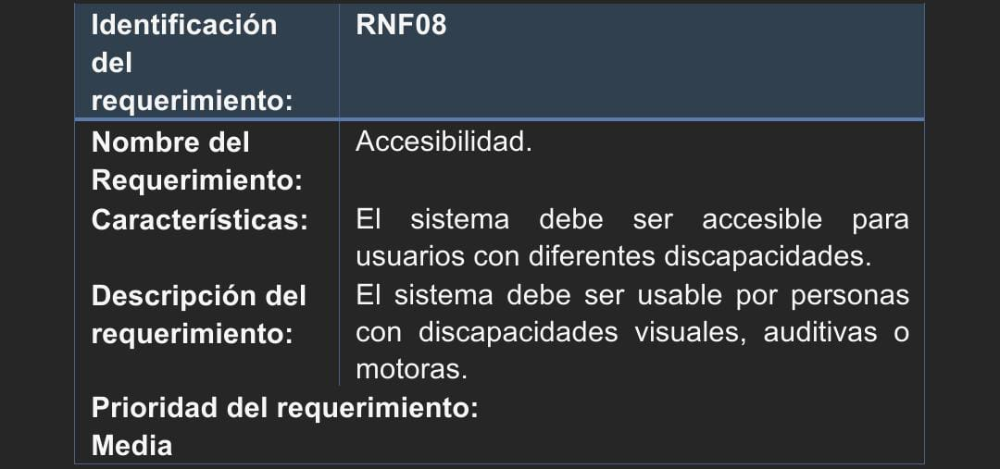 Identificación
del
requerimiento:
RNF08
Nombre del
Requerimiento:
Accesibilidad.
Características:
El sistema debe ser accesible para
usuarios con diferentes discapacidades.
Descripción del
requerimiento:
El sistema debe ser usable por personas
con discapacidades visuales, auditivas o
motoras.
Prioridad del requerimiento:
Media